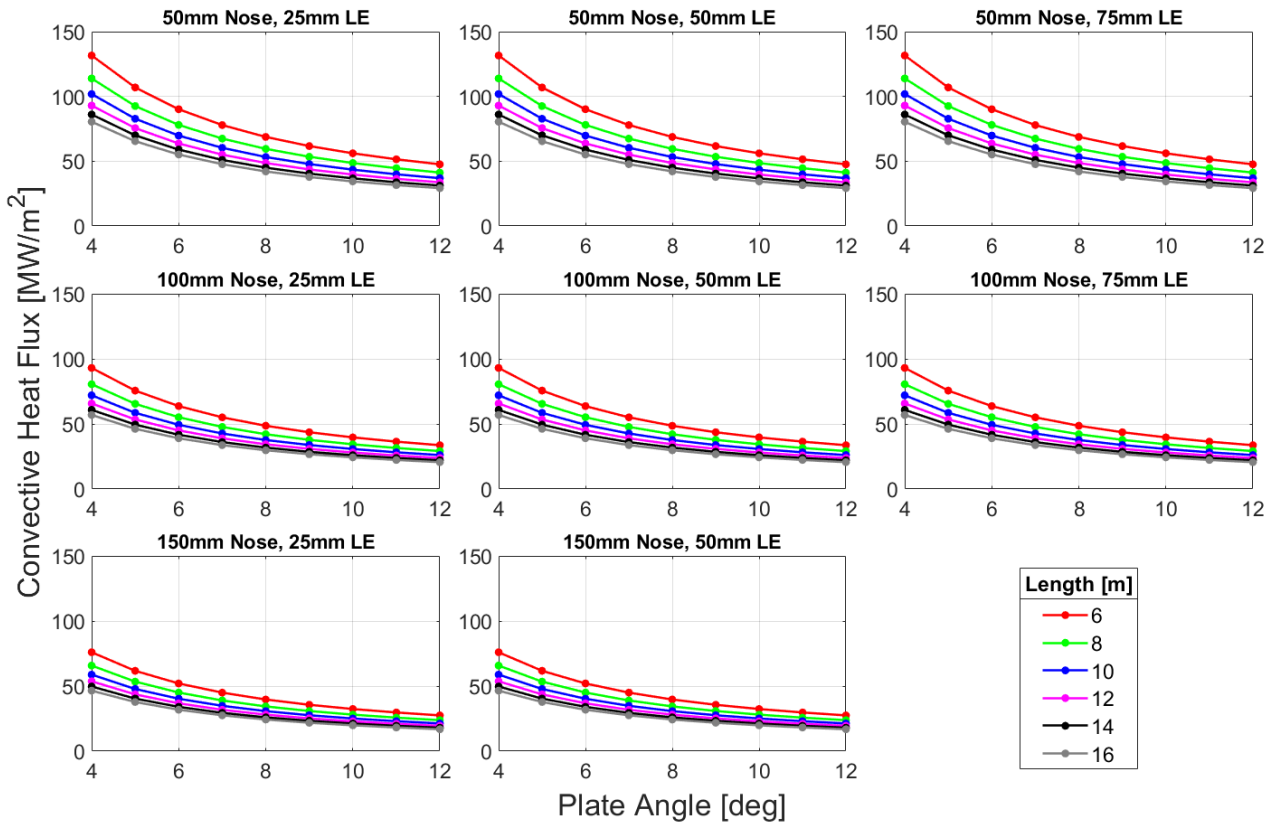 50mm Nose, 25mm LE
150
100
50
0
4 6 8 10 12
50mm Nose, 50mm LE
150
100
50
0
4 6 8 10 12
50mm Nose, 75mm LE
150
100
50
0
4 6 8 10 12
100mm Nose, 25mm LE
150
100
50
0
4 6 8 10 12
100mm Nose, 50mm LE
150
100
50
0
4 6 8 10 12
100mm Nose, 75mm LE
150
100
50
0
4 6 8 10 12
150mm Nose, 25mm LE
150
100
50
0
4 6 8 10 12
150mm Nose, 50mm LE
150
100
50
0
4 6 8 10 12
Length [m]
6
8
10
12
14
16
Convective Heat Flux [MW/m²]
Plate Angle [deg]